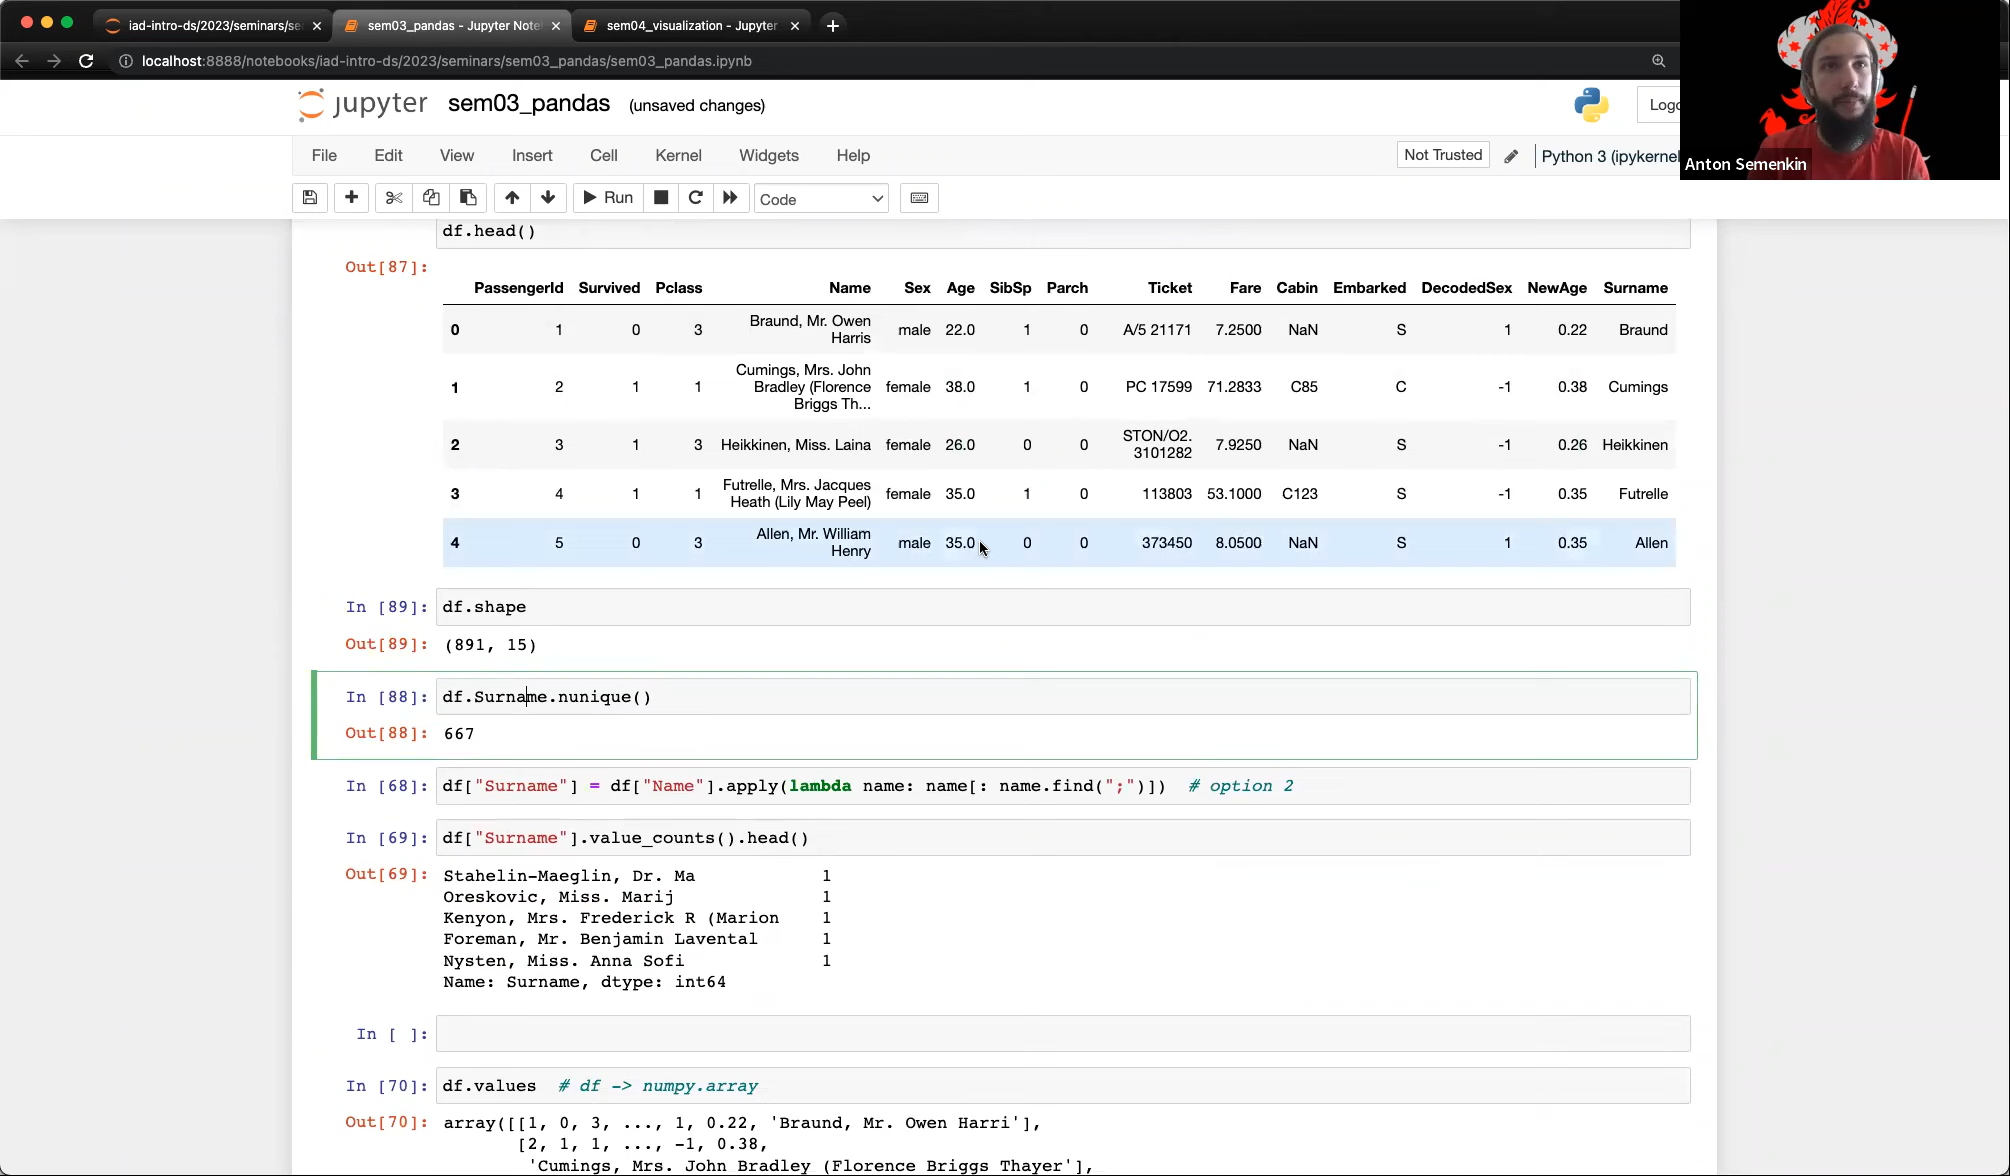 iad-intro-ds/2023/seminars/se
sem03_pandas - Jupyter Note
sem04_visualization - Jupyter
localhost:8888/notebooks/iad-intro-ds/2023/seminars/sem03_pandas/sem03_pandas.ipynb
Anton Semenkin
jupyter sem03_pandas (unsaved changes)
Logo
File Edit View Insert Cell Kernel Widgets Help
Not Trusted Python 3 (ipykernel
Run Code
df.head()
Out[87]:
PassengerId Survived Pclass Name Sex Age SibSp Parch Ticket Fare Cabin Embarked DecodedSex NewAge Surname
0 1 0 3 Braund, Mr. Owen Harris male 22.0 1 0 A/5 21171 7.2500 NaN S 1 0.22 Braund
1 2 1 1 Cumings, Mrs. John Bradley (Florence Briggs Th... female 38.0 1 0 PC 17599 71.2833 C85 C -1 0.38 Cumings
2 3 1 3 Heikkinen, Miss. Laina female 26.0 0 0 STON/O2. 3101282 7.9250 NaN S -1 0.26 Heikkinen
3 4 1 1 Futrelle, Mrs. Jacques Heath (Lily May Peel) female 35.0 1 0 113803 53.1000 C123 S -1 0.35 Futrelle
4 5 0 3 Allen, Mr. William Henry male 35.0 0 0 373450 8.0500 NaN S 1 0.35 Allen
In [89]: df.shape
Out[89]: (891, 15)
In [88]: df.Surname.nunique()
Out[88]: 667
In [68]: df["Surname"] = df["Name"].apply(lambda name: name[: name.find(";")]) # option 2
In [69]: df["Surname"].value_counts().head()
Out[69]: Stahelin-Maeglin, Dr. Ma 1
Oreskovic, Miss. Marij 1
Kenyon, Mrs. Frederick R (Marion 1
Foreman, Mr. Benjamin Lavental 1
Nysten, Miss. Anna Sofi 1
Name: Surname, dtype: int64
In [ ]:
In [70]: df.values # df -> numpy.array
Out[70]: array([[1, 0, 3, ..., 1, 0.22, 'Braund, Mr. Owen Harri'],
[2, 1, 1, ..., -1, 0.38,
'Cumings, Mrs. John Bradley (Florence Briggs Thayer'],